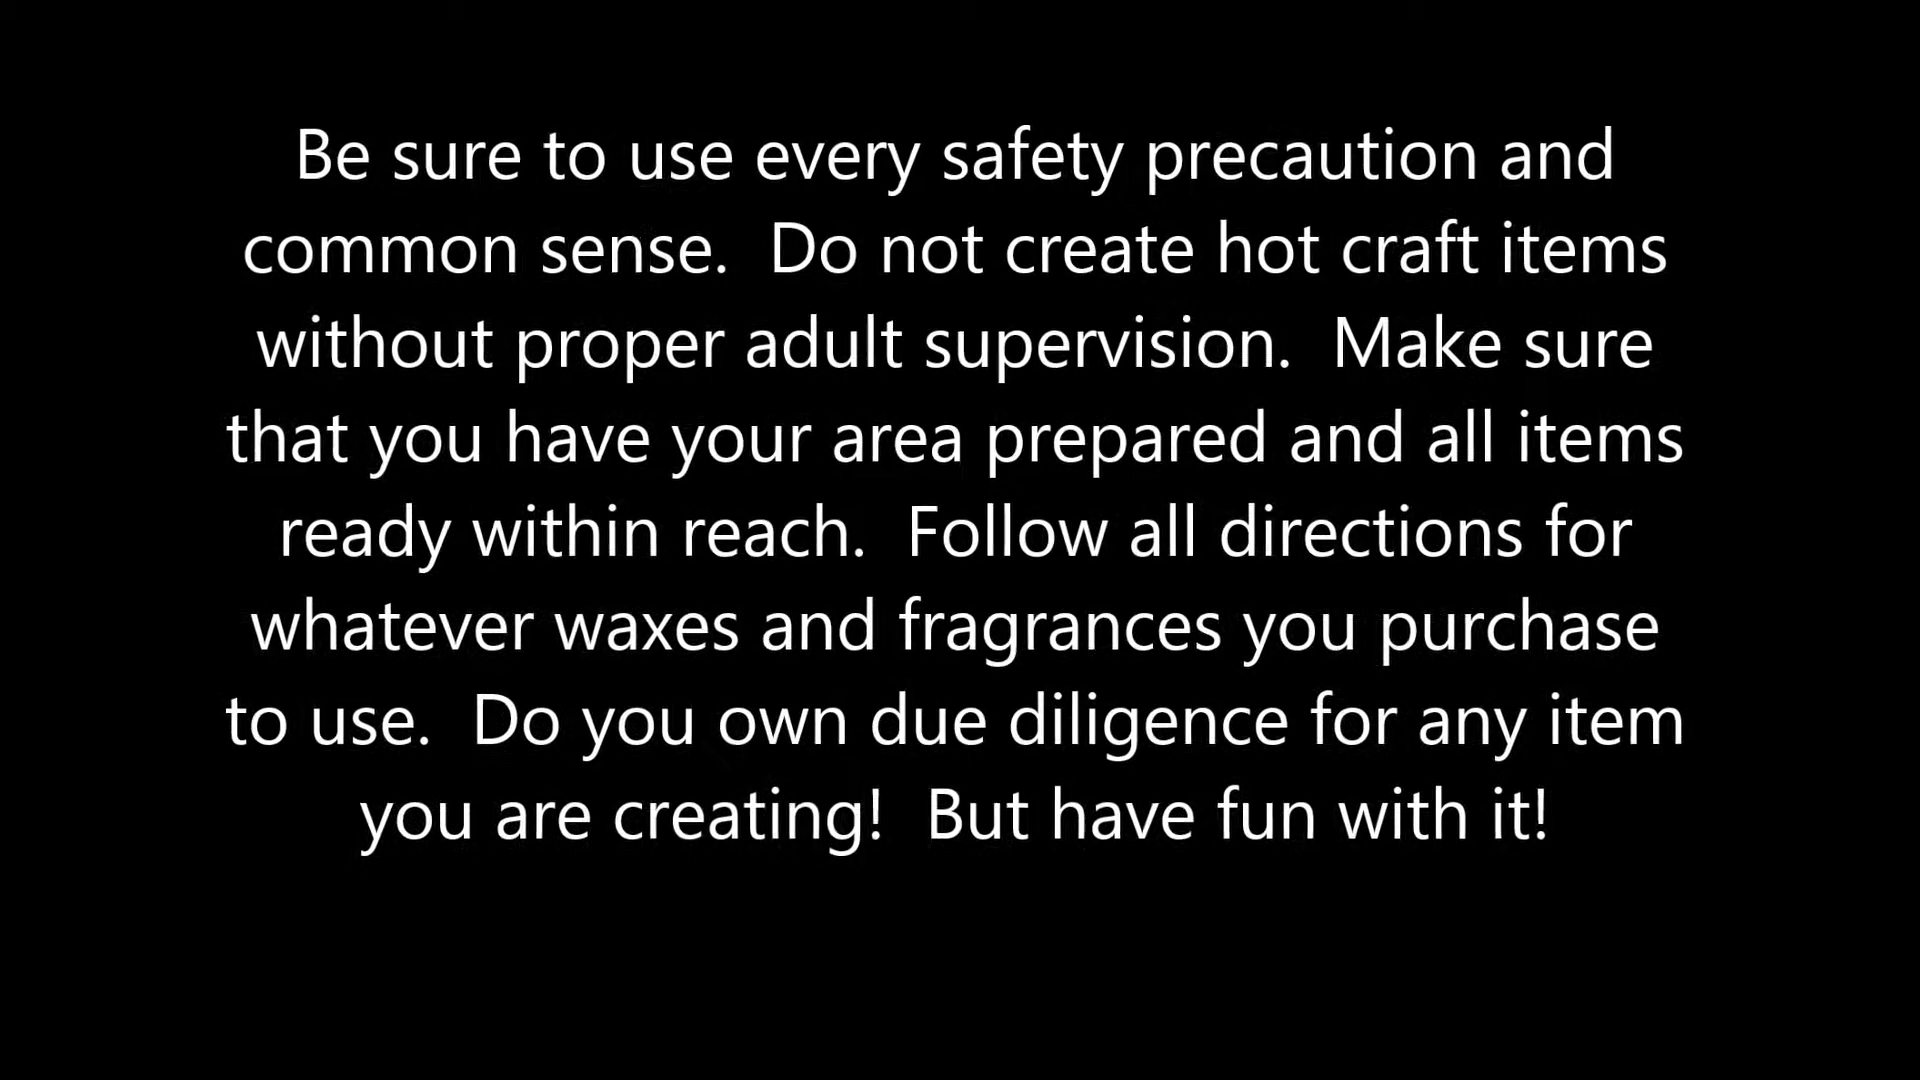 Be sure to use every safety precaution and
common sense.  Do not create hot craft items
without proper adult supervision.  Make sure
that you have your area prepared and all items
ready within reach.  Follow all directions for
whatever waxes and fragrances you purchase
to use.  Do you own due diligence for any item
you are creating!  But have fun with it!